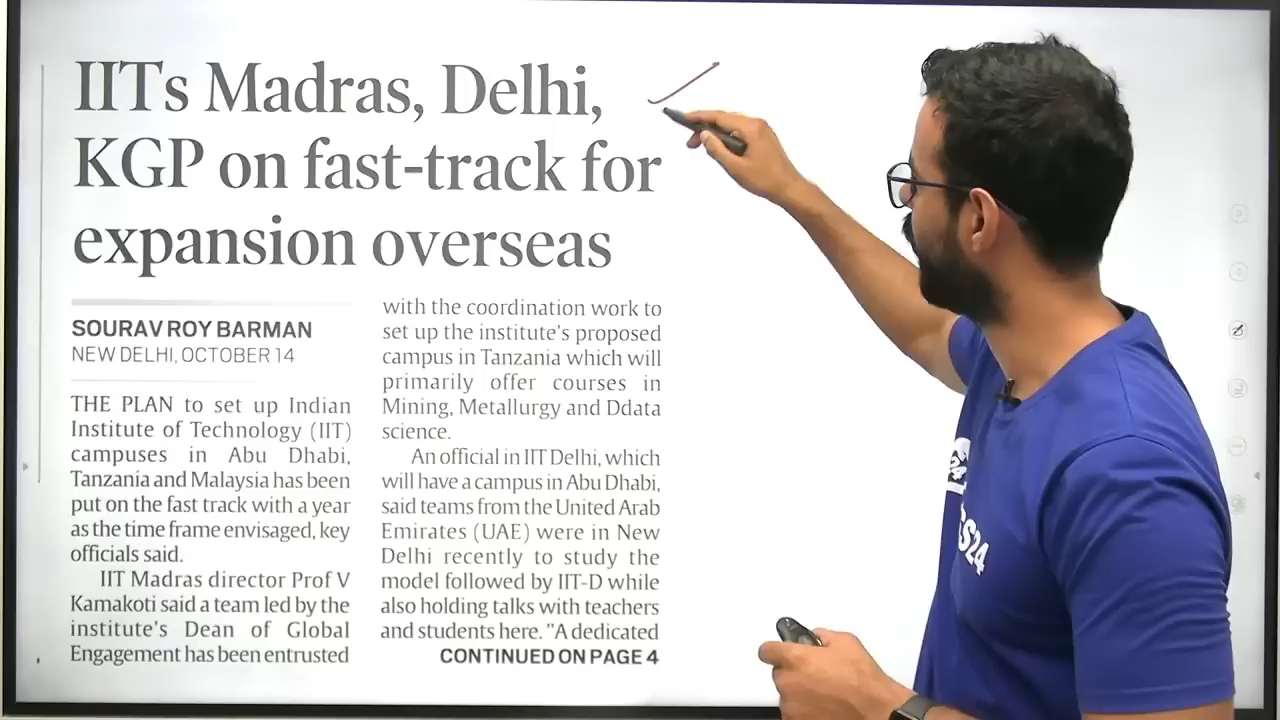 IITs Madras, Delhi,
KGP on fast-track for
expansion overseas
SOURAV ROY BARMAN
NEW DELHI, OCTOBER 14
THE PLAN to set up Indian
Institute of Technology (IIT)
campuses in Abu Dhabi,
Tanzania and Malaysia has been
put on the fast track with a year
as the time frame envisaged, key
officials said.
IIT Madras director Prof V
Kamakoti said a team led by the
institute's Dean of Global
Engagement has been entrusted
with the coordination work to
set up the institute's proposed
campus in Tanzania which will
primarily offer courses in
Mining, Metallurgy and Ddata
science.
An official in IIT Delhi, which
will have a campus in Abu Dhabi,
said teams from the United Arab
Emirates (UAE) were in New
Delhi recently to study the
model followed by IIT-D while
also holding talks with teachers
and students here. "A dedicated
CONTINUED ON PAGE 4